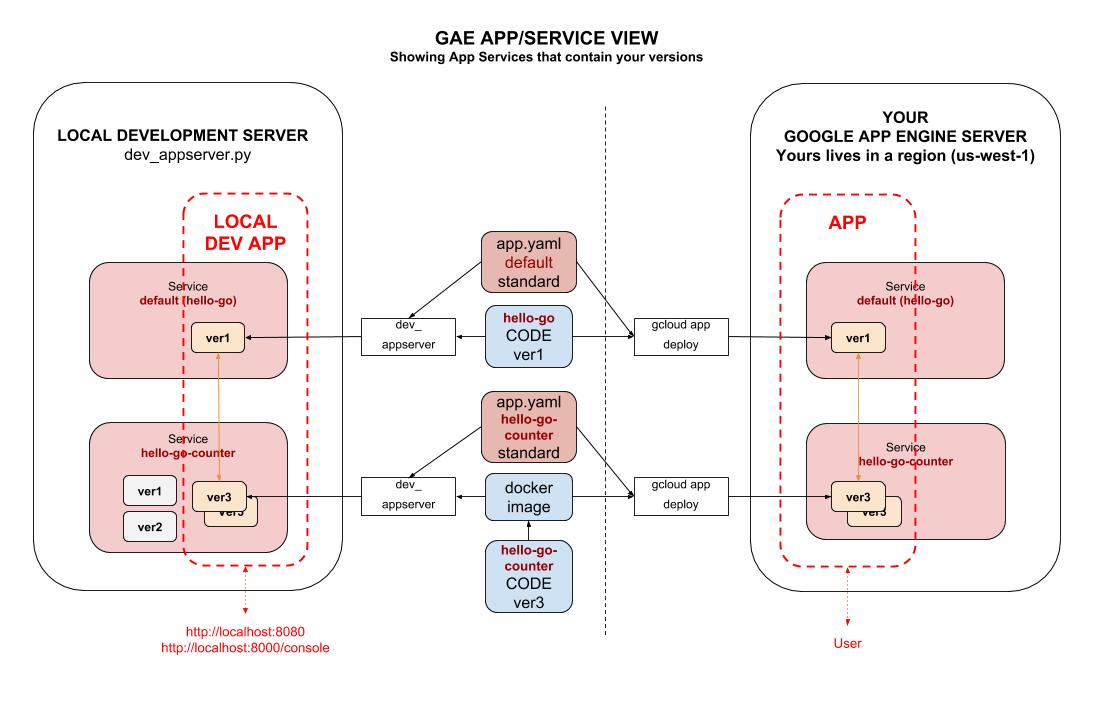 GAE APP/SERVICE VIEW
Showing App Services that contain your versions
LOCAL DEVELOPMENT SERVER
dev_appserver.py
LOCAL
DEV APP
Service
default (hello-go)
ver1
Service
hello-go-counter
ver1
ver2
ver3
ver3
http://localhost:8080
http://localhost:8000/console
app.yaml
default
standard
dev_
appserver
hello-go
CODE
ver1
gcloud app
deploy
app.yaml
hello-go-
counter
standard
dev_
appserver
docker
image
gcloud app
deploy
hello-go-
counter
CODE
ver3
YOUR
GOOGLE APP ENGINE SERVER
Yours lives in a region (us-west-1)
APP
Service
default (hello-go)
ver1
Service
hello-go-counter
ver3
ver3
User